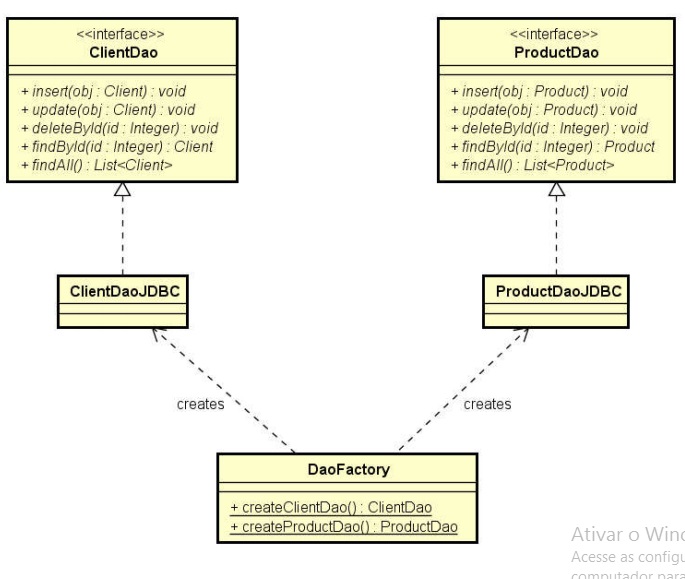 <<interface>>
ClientDao
+ insert(obj : Client) : void
+ update(obj : Client) : void
+ deleteById(id : Integer) : void
+ findById(id : Integer) : Client
+ findAll() : List<Client>
<<interface>>
ProductDao
+ insert(obj : Product) : void
+ update(obj : Product) : void
+ deleteById(id : Integer) : void
+ findById(id : Integer) : Product
+ findAll() : List<Product>
ClientDaoJDBC
ProductDaoJDBC
creates
creates
DaoFactory
+ createClientDao() : ClientDao
+ createProductDao() : ProductDao
Ativar o Winc
Acesse as configu
computador para